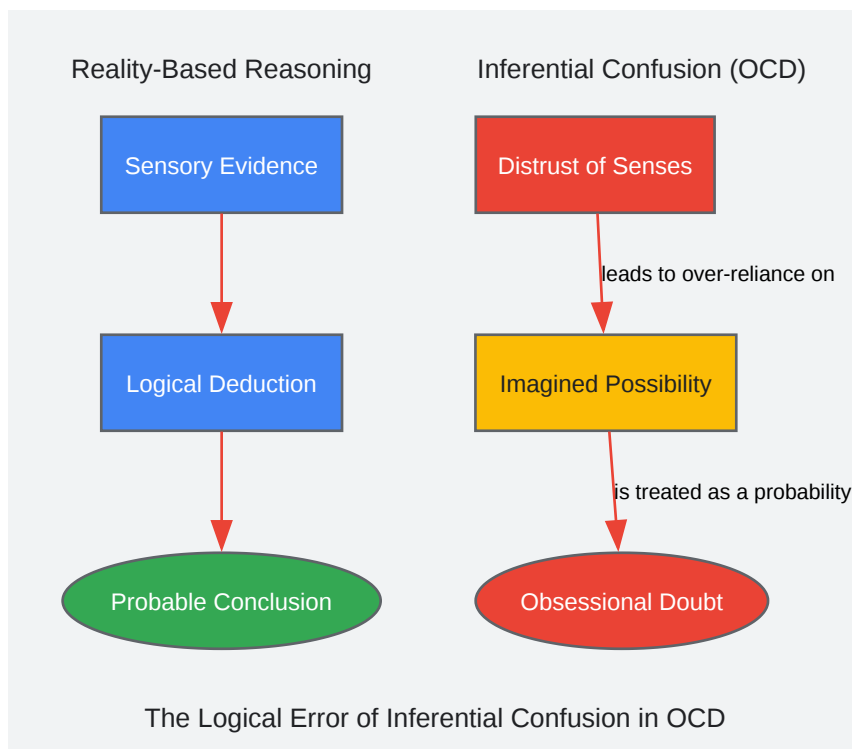 Reality-Based Reasoning
Sensory Evidence
Logical Deduction
Probable Conclusion
Inferential Confusion (OCD)
Distrust of Senses
leads to over-reliance on
Imagined Possibility
is treated as a probability
Obsessional Doubt
The Logical Error of Inferential Confusion in OCD